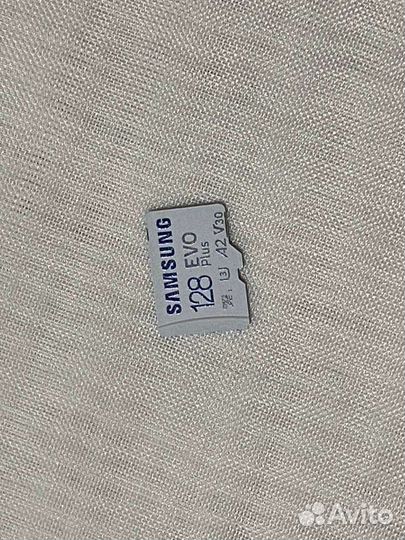 SAMSUNG
EVO
Plus
128
U3 A2 V30
Avito